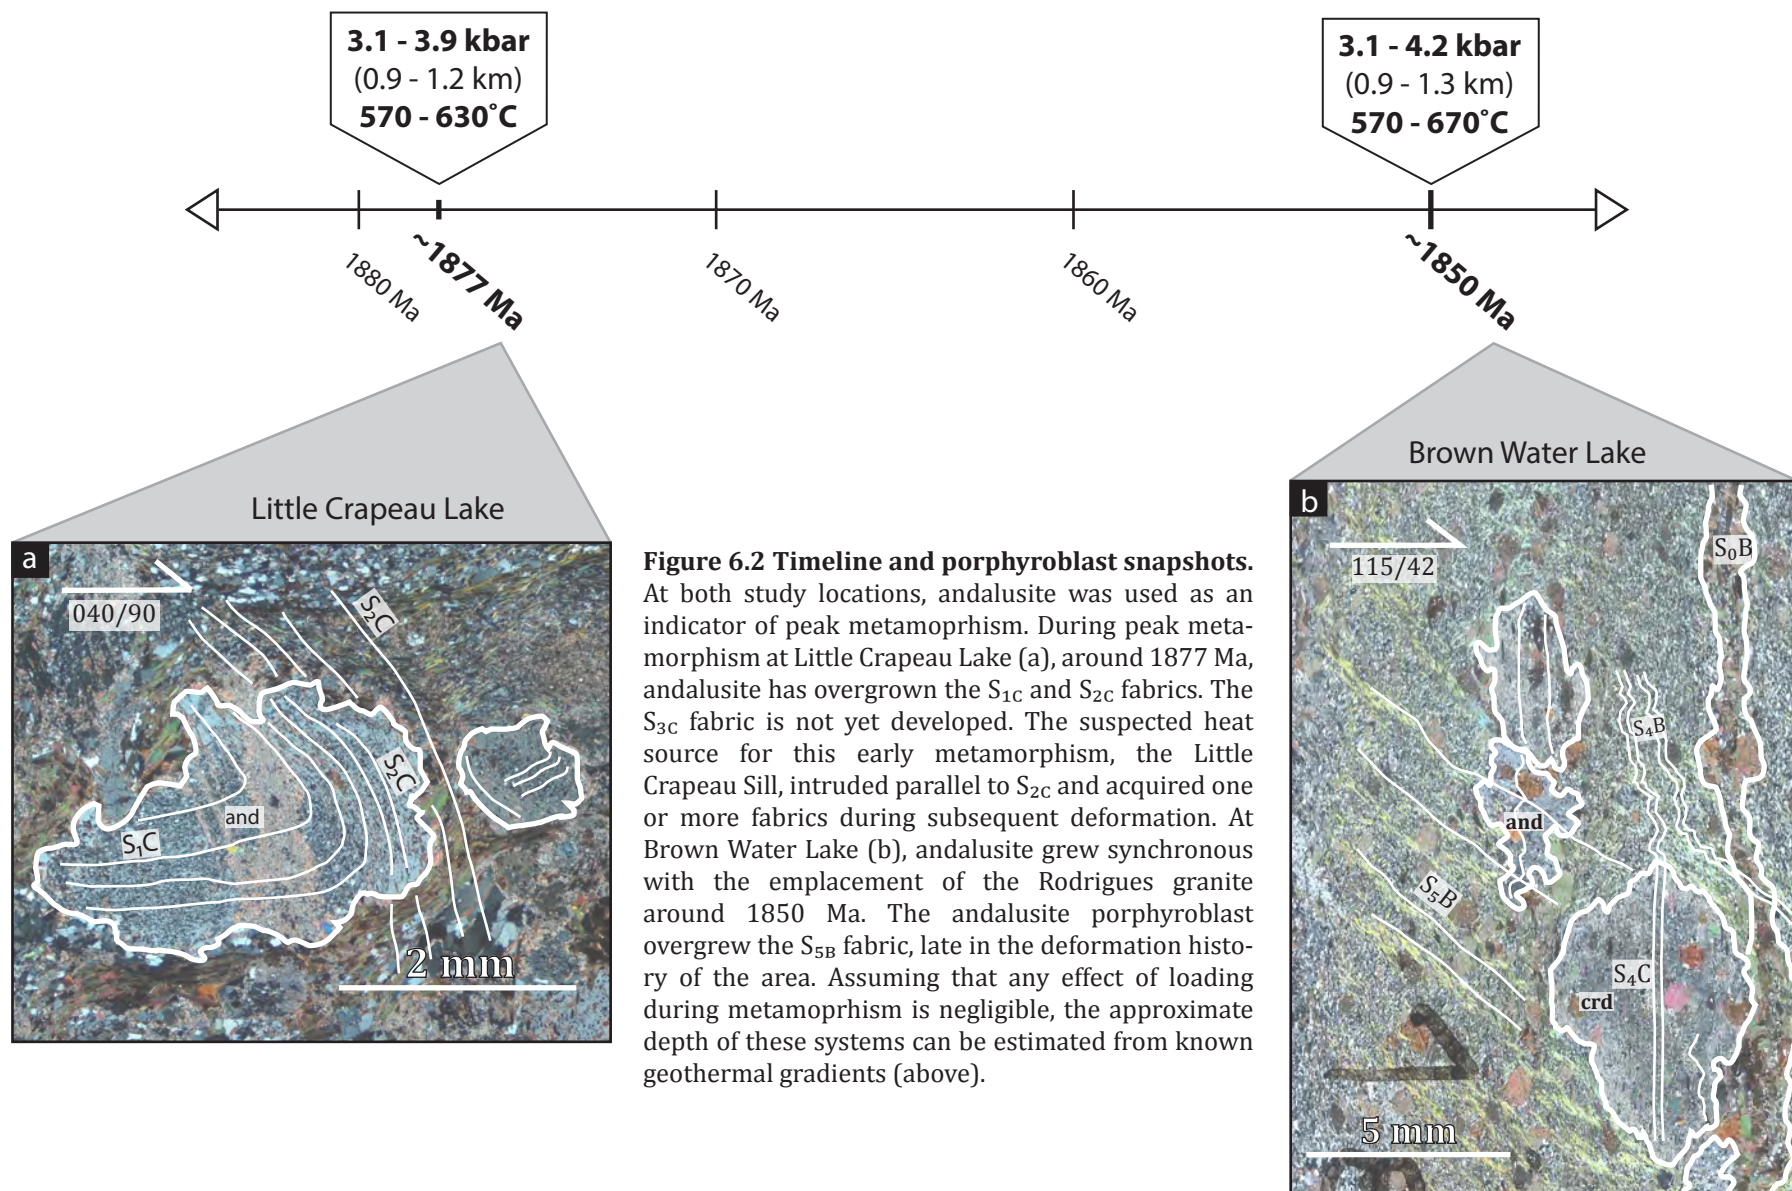 3.1 - 3.9 kbar
(0.9 - 1.2 km)
570 - 630˚C
3.1 - 4.2 kbar
(0.9 - 1.3 km)
570 - 670˚C
1880 Ma
~1877 Ma
1870 Ma
1860 Ma
~1850 Ma
Little Crapeau Lake
a
040/90
S₂C
S₂C
and
S₁C
2 mm
Figure 6.2 Timeline and porphyroblast snapshots.
At both study locations, andalusite was used as an
indicator of peak metamoprhism. During peak meta-
morphism at Little Crapeau Lake (a), around 1877 Ma,
andalusite has overgrown the S₁C and S₂C fabrics. The
S₃C fabric is not yet developed. The suspected heat
source for this early metamorphism, the Little
Crapeau Sill, intruded parallel to S₂C and acquired one
or more fabrics during subsequent deformation. At
Brown Water Lake (b), andalusite grew synchronous
with the emplacement of the Rodrigues granite
around 1850 Ma. The andalusite porphyroblast
overgrew the S₅B fabric, late in the deformation histo-
ry of the area. Assuming that any effect of loading
during metamoprhism is negligible, the approximate
depth of these systems can be estimated from known
geothermal gradients (above).
Brown Water Lake
b
115/42
S₀B
S₄B
and
S₅B
S₄C
crd
5 mm